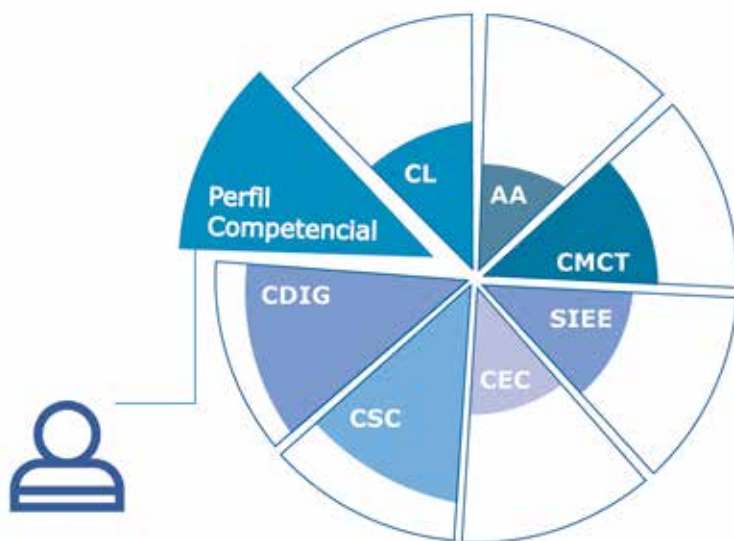 CL
AA
Perfil
Competencial
CMCT
CDIG
SIEE
CEC
CSC